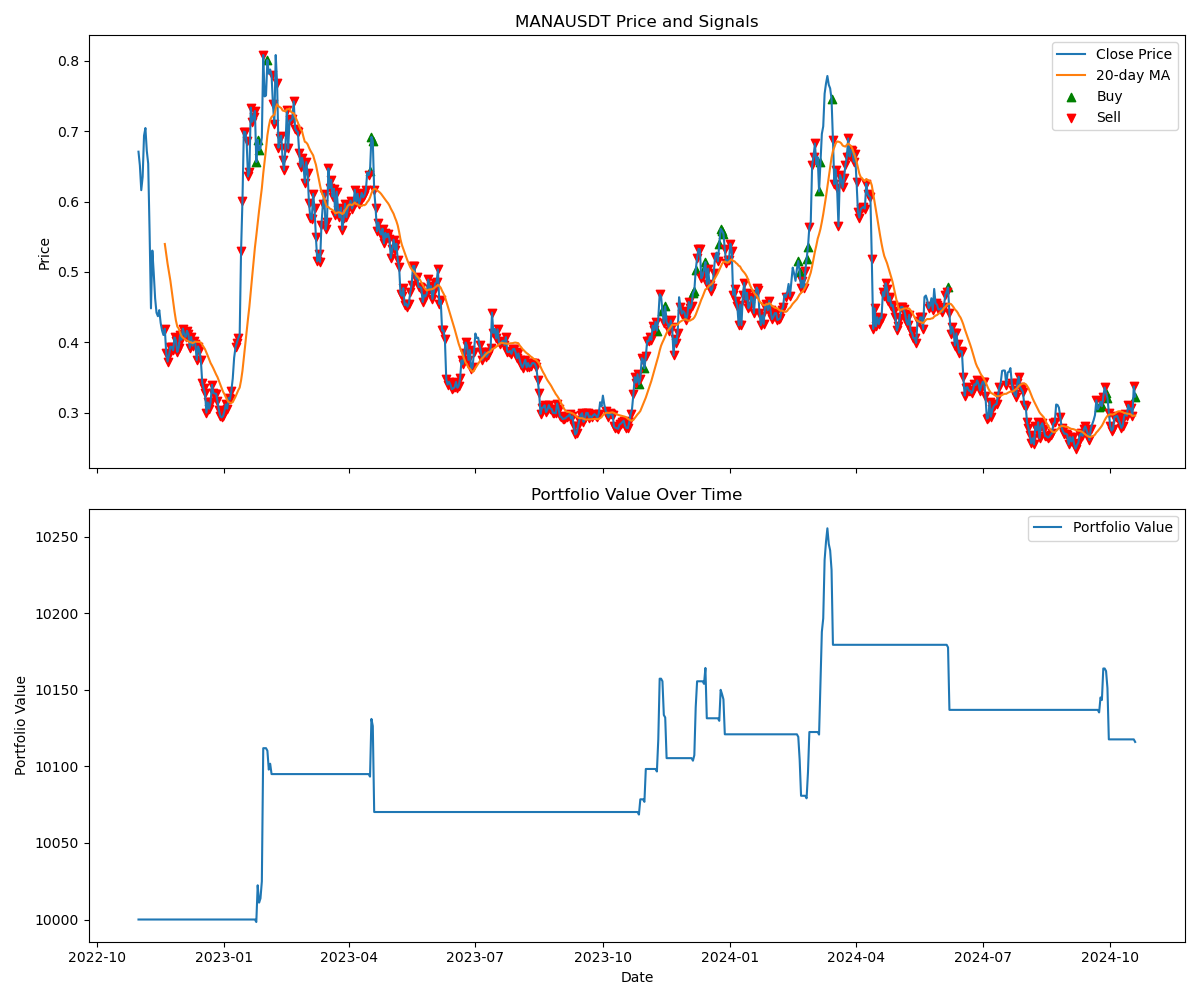 MANAUSDT Price and Signals
Price
0.8
0.7
0.6
0.5
0.4
0.3
Close Price
20-day MA
Buy
Sell
Portfolio Value Over Time
Portfolio Value
10250
10200
10150
10100
10050
10000
Portfolio Value
2022-10
2023-01
2023-04
2023-07
2023-10
2024-01
2024-04
2024-07
2024-10
Date